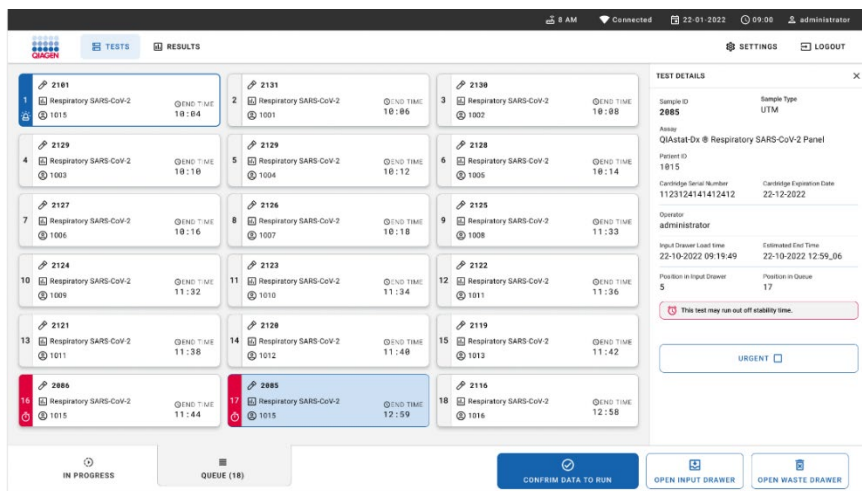 8 AM Connected 22-01-2022 09:00 administrator
QIAGEN TESTS RESULTS SETTINGS LOGOUT
1 2101 Respiratory SARS-CoV-2 1015 END TIME 10:04
2 2131 Respiratory SARS-CoV-2 1001 END TIME 10:06
3 2130 Respiratory SARS-CoV-2 1002 END TIME 10:08
4 2129 Respiratory SARS-CoV-2 1003 END TIME 10:10
5 2129 Respiratory SARS-CoV-2 1004 END TIME 10:12
6 2128 Respiratory SARS-CoV-2 1005 END TIME 10:14
7 2127 Respiratory SARS-CoV-2 1006 END TIME 10:16
8 2126 Respiratory SARS-CoV-2 1007 END TIME 10:18
9 2125 Respiratory SARS-CoV-2 1008 END TIME 11:33
10 2124 Respiratory SARS-CoV-2 1009 END TIME 11:32
11 2123 Respiratory SARS-CoV-2 1010 END TIME 11:34
12 2122 Respiratory SARS-CoV-2 1011 END TIME 11:36
13 2121 Respiratory SARS-CoV-2 1011 END TIME 11:38
14 2120 Respiratory SARS-CoV-2 1012 END TIME 11:40
15 2119 Respiratory SARS-CoV-2 1013 END TIME 11:42
16 2086 Respiratory SARS-CoV-2 1015 END TIME 11:44
17 2085 Respiratory SARS-CoV-2 1015 END TIME 12:59
18 2116 Respiratory SARS-CoV-2 1016 END TIME 12:58
TEST DETAILS
Sample ID Sample Type
2085 UTM
Assay
QIAstat-Dx ® Respiratory SARS-CoV-2 Panel
Patient ID
1015
Cardridge Serial Number Cardridge Expiration Date
1123124141412412 22-12-2022
Operator
administrator
Input Drawer Load time Estimated End Time
22-10-2022 09:19:49 22-10-2022 12:59_06
Position in Input Drawer Position in Queue
5 17
This test may run out off stability time.
URGENT
IN PROGRESS QUEUE (18) CONFRIM DATA TO RUN OPEN INPUT DRAWER OPEN WASTE DRAWER